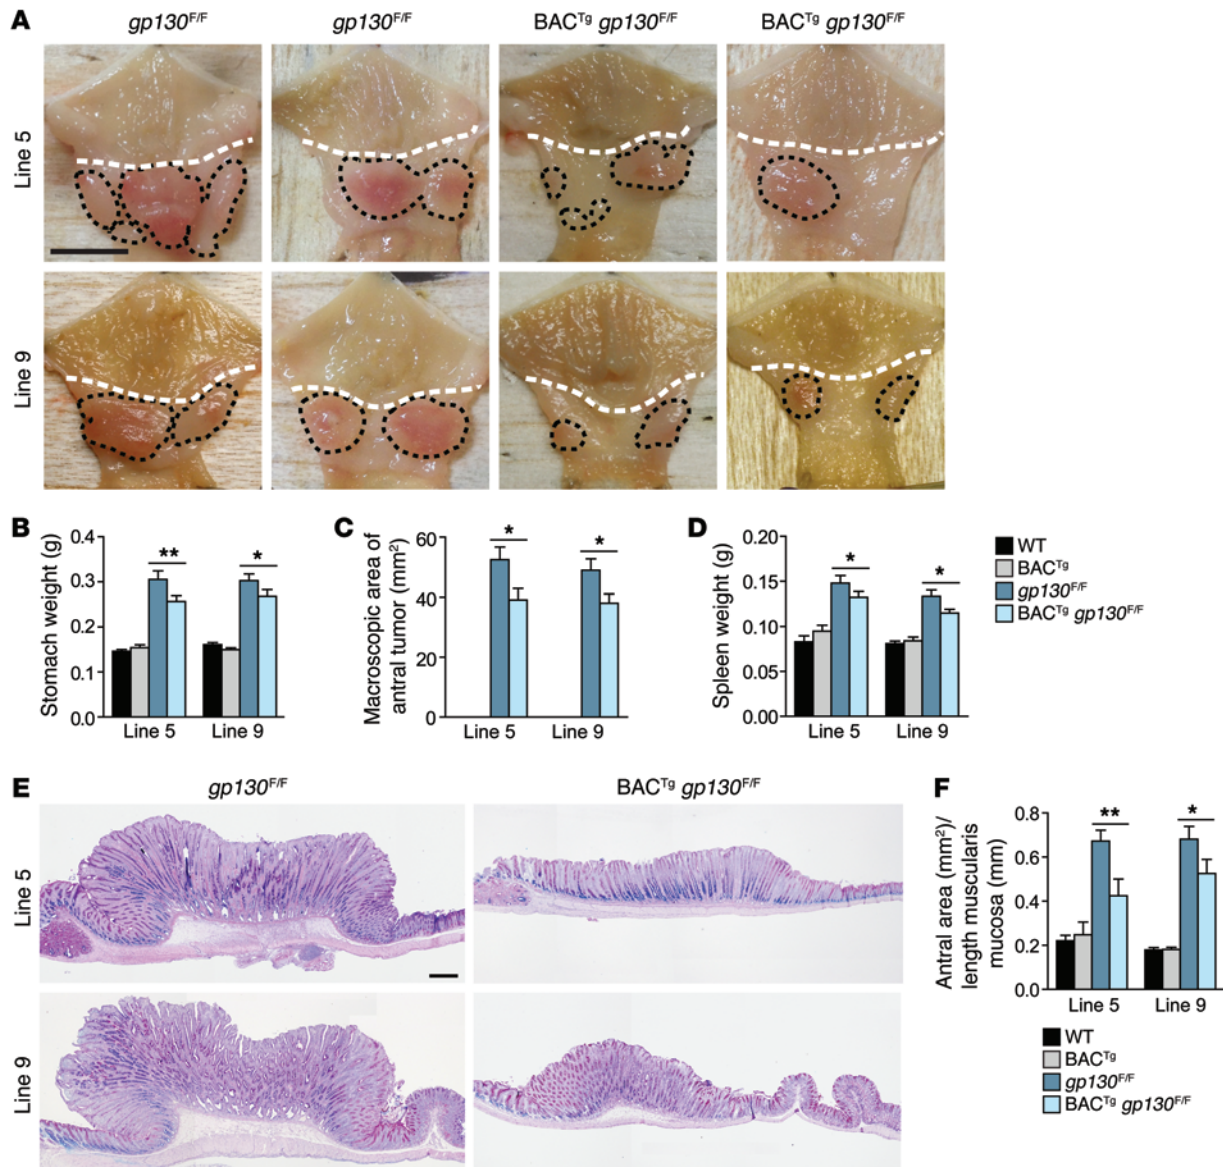 A
gp130F/F
gp130F/F
BACTg gp130F/F
BACTg gp130F/F
Line 5
Line 9
B
Stomach weight (g)
0.4
0.3
0.2
0.1
0.0
**
*
Line 5
Line 9
C
Macroscopic area of
antral tumor (mm²)
60
40
20
0
*
*
Line 5
Line 9
D
Spleen weight (g)
0.20
0.15
0.10
0.05
0.00
*
*
Line 5
Line 9
WT
BACTg
gp130F/F
BACTg gp130F/F
E
gp130F/F
BACTg gp130F/F
Line 5
Line 9
F
Antral area (mm²)/
length muscularis
mucosa (mm)
0.8
0.6
0.4
0.2
0.0
**
*
Line 5
Line 9
WT
BACTg
gp130F/F
BACTg gp130F/F